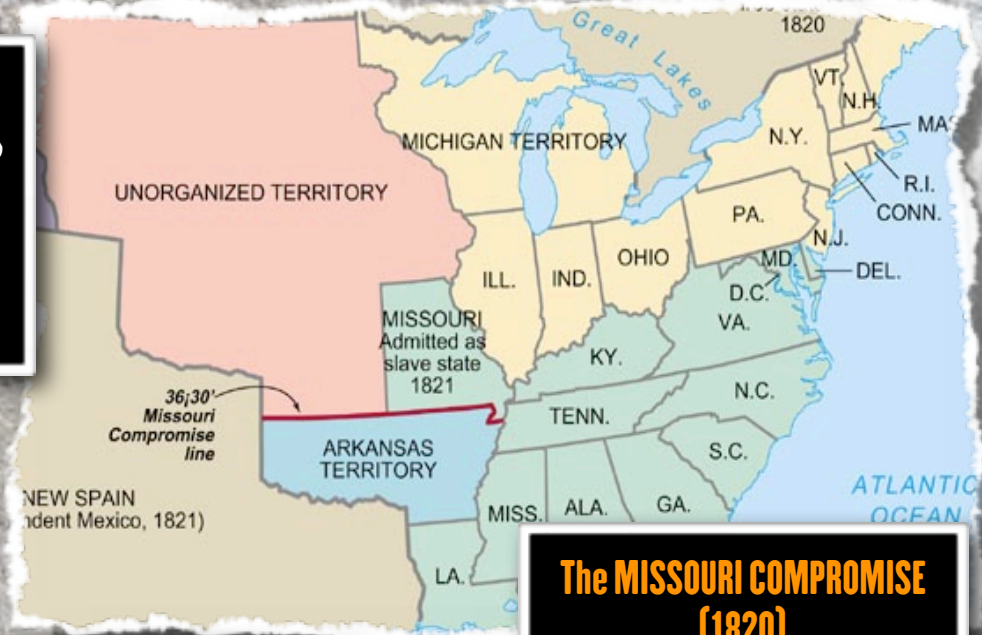 1820
Great Lakes
VT.
N.H.
MICHIGAN TERRITORY
N.Y.
UNORGANIZED TERRITORY
R.I.
CONN.
PA.
N.J.
OHIO
MD.
DEL.
ILL.
IND.
D.C.
MISSOURI
Admitted as
slave state
1821
VA.
KY.
36¡30'
Missouri
Compromise
line
N.C.
TENN.
ARKANSAS
TERRITORY
S.C.
NEW SPAIN
ndent Mexico, 1821)
MISS.
ALA.
GA.
ATLANTIC
OCEAN
LA.
The MISSOURI COMPROMISE
(1820)